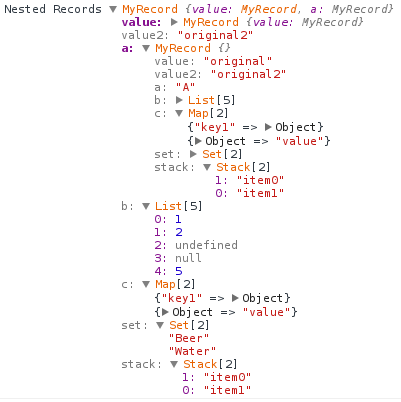 Nested Records ▼ MyRecord {value: MyRecord, a: MyRecord}
value: ▶ MyRecord {value: MyRecord}
value2: "original2"
a: ▼ MyRecord {}
value: "original"
value2: "original2"
a: "A"
b: ▶ List[5]
c: ▼ Map[2]
{"key1" => ▶ Object}
{▶ Object => "value"}
set: ▶ Set[2]
stack: ▼ Stack[2]
1: "item0"
0: "item1"
b: ▼ List[5]
0: 1
1: 2
2: undefined
3: null
4: 5
c: ▼ Map[2]
{"key1" => ▶ Object}
{▶ Object => "value"}
set: ▼ Set[2]
"Beer"
"Water"
stack: ▼ Stack[2]
1: "item0"
0: "item1"